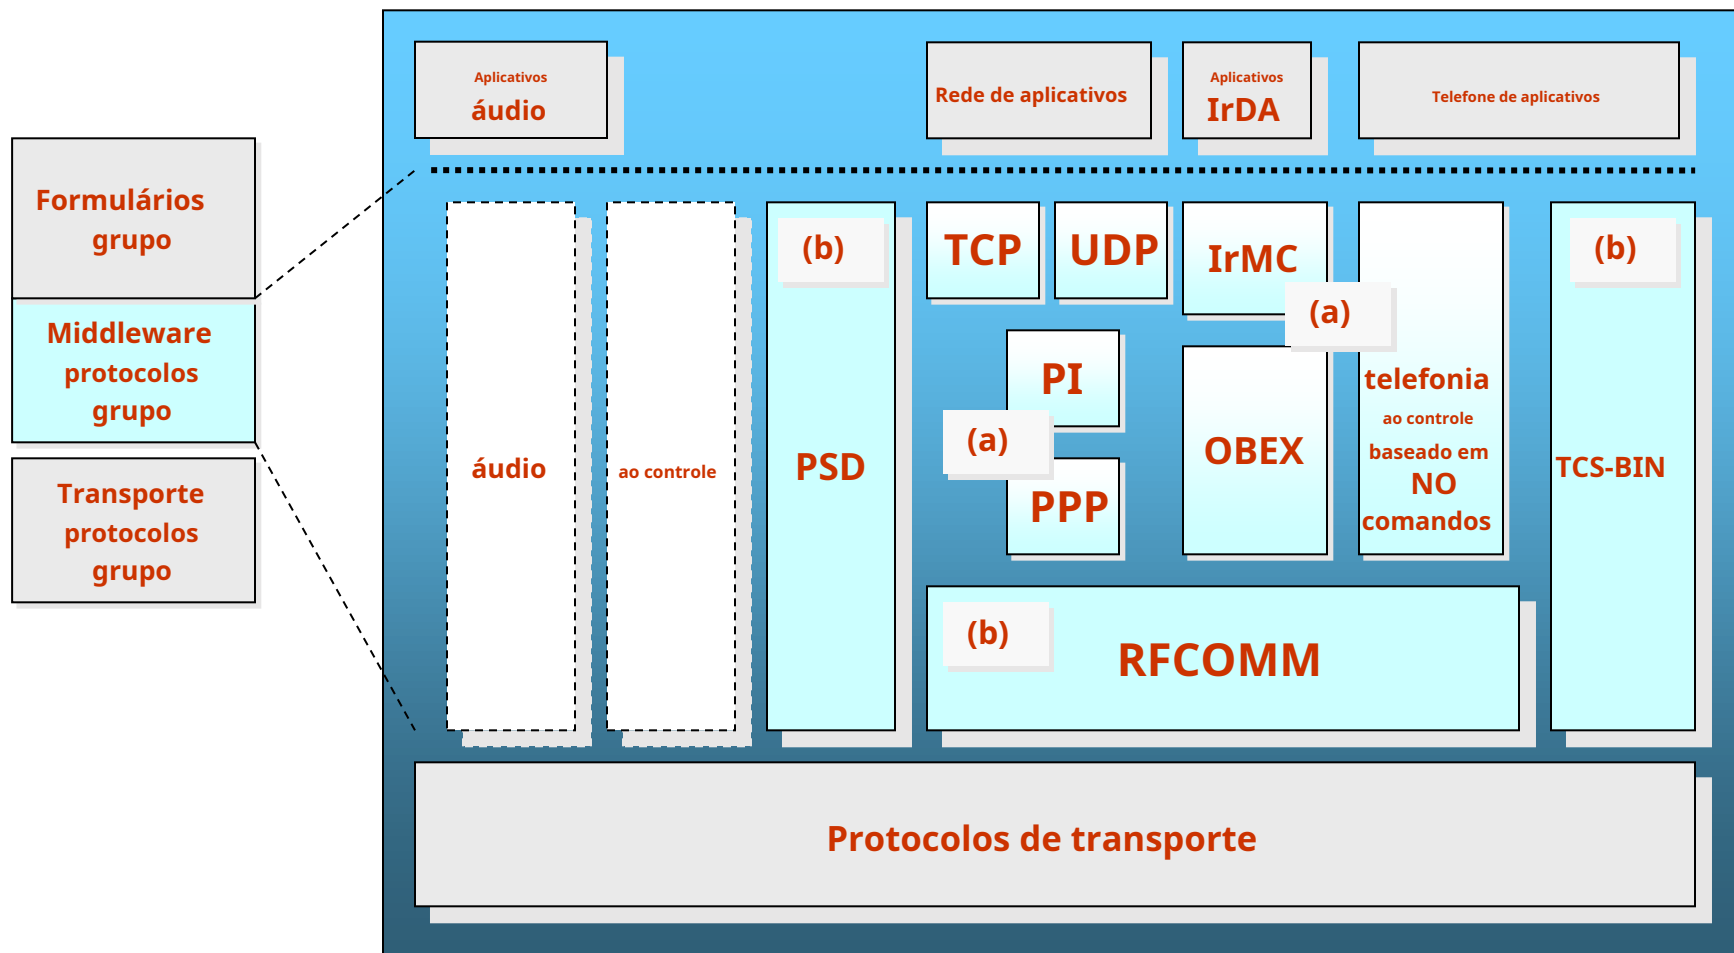 Aplicativos
áudio
Rede de aplicativos
Aplicativos
IrDA
Telefone de aplicativos
Formulários
grupo
Middleware
protocolos
grupo
Transporte
protocolos
grupo
áudio
ao controle
(b)
PSD
TCP
UDP
PI
(a)
PPP
IrMC
(a)
OBEX
telefonia
ao controle
baseado em
NO
comandos
(b)
TCS-BIN
(b)
RFCOMM
Protocolos de transporte